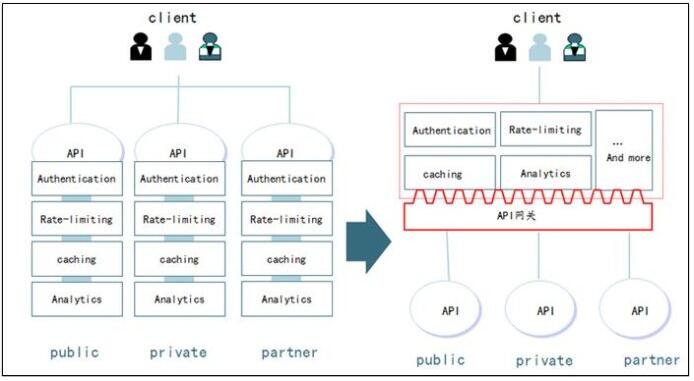 client
API API API
Authentication Authentication Authentication
Rate-limiting Rate-limiting Rate-limiting
caching caching caching
Analytics Analytics Analytics
public private partner
client
Authentication Rate-limiting ...
And more
caching Analytics
API网关
API API API
public private partner